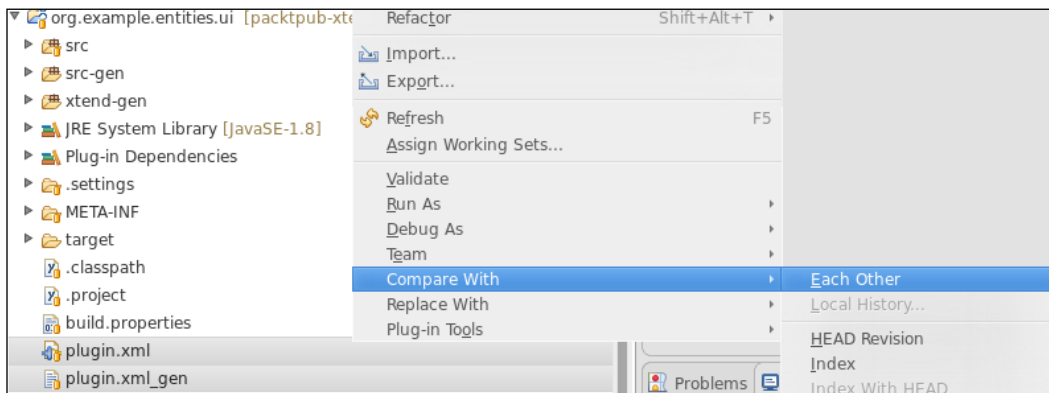 org.example.entities.ui [packtpub-xte
src
src-gen
xtend-gen
JRE System Library [JavaSE-1.8]
Plug-in Dependencies
.settings
META-INF
target
.classpath
.project
build.properties
plugin.xml
plugin.xml_gen
Refactor Shift+Alt+T
Import...
Export...
Refresh F5
Assign Working Sets...
Validate
Run As
Debug As
Team
Compare With
Replace With
Plug-in Tools
Each Other
Local History...
HEAD Revision
Index
Index With HEAD
Problems